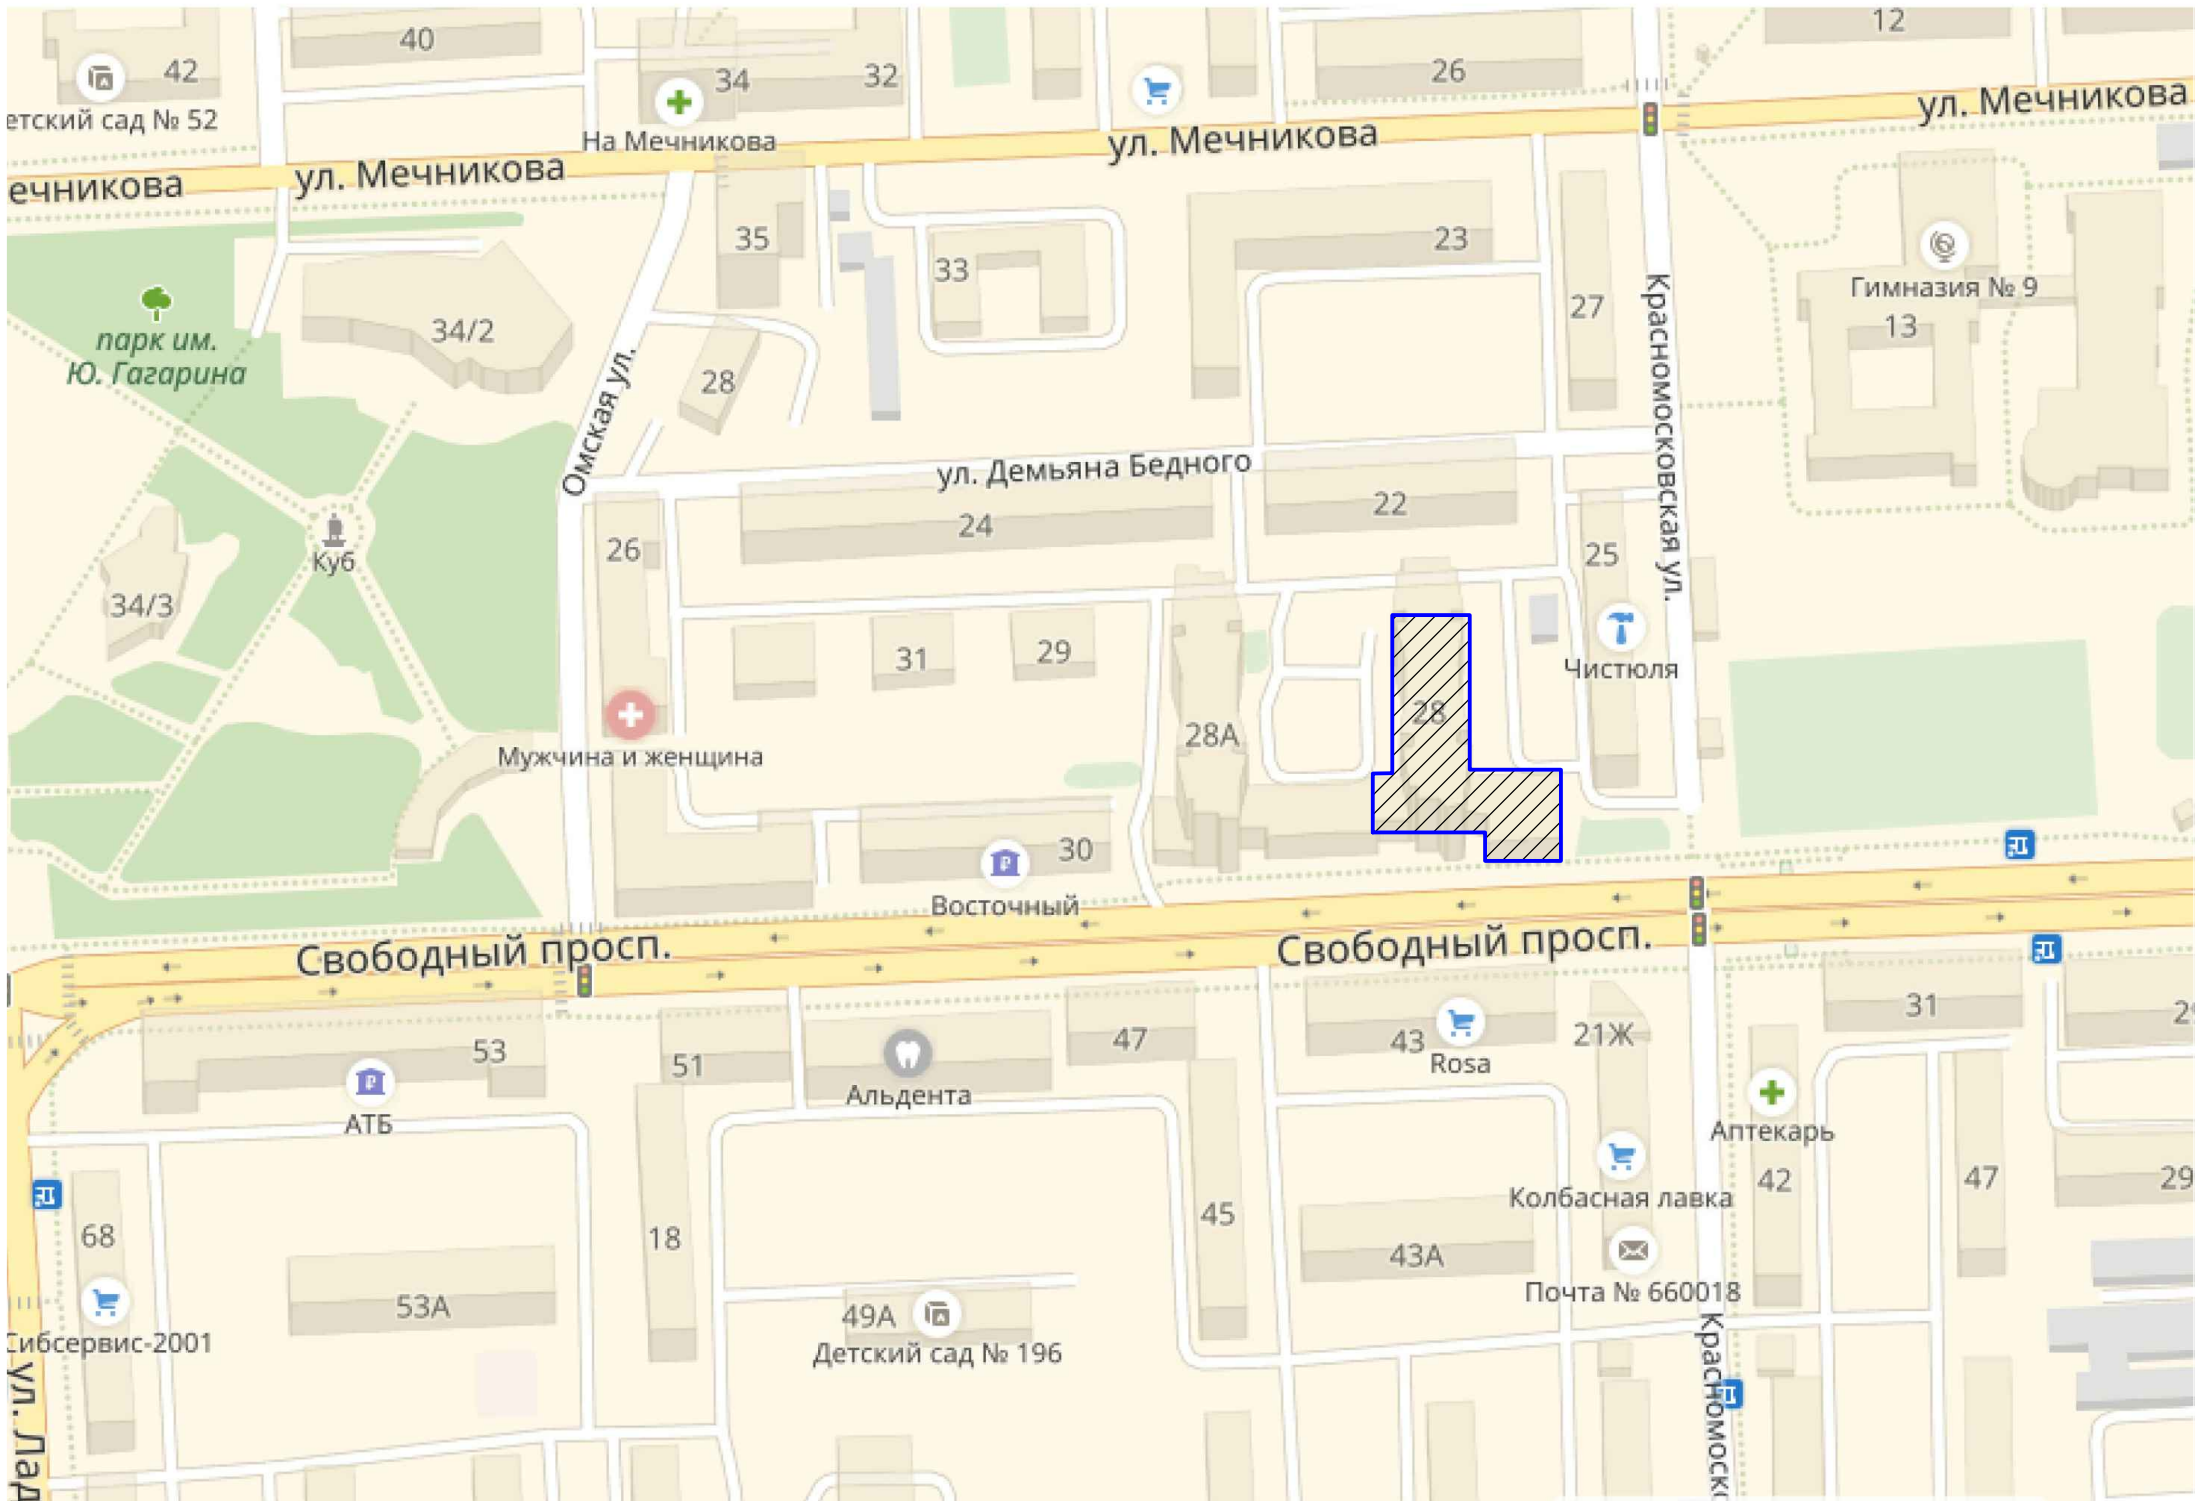 40
12
42
34
32
26
етский сад № 52
На Мечникова
ул. Мечникова
ул. Мечникова
ул. Мечникова
ечникова
35
33
23
27
Гимназия № 9
13
парк им.
Ю. Гагарина
34/2
28
Омская ул.
Красномосковская ул.
ул. Демьяна Бедного
24
22
26
25
Куб
34/3
31
29
Чистюля
28
28А
Мужчина и женщина
30
Восточный
Свободный просп.
Свободный просп.
53
51
47
43
Rosa
21Ж
31
29
АТБ
Альдента
Аптекарь
68
18
45
Колбасная лавка
42
47
29
43А
53А
49А
Почта № 660018
Сибсервис-2001
Детский сад № 196
ул. Лад
Красномоско